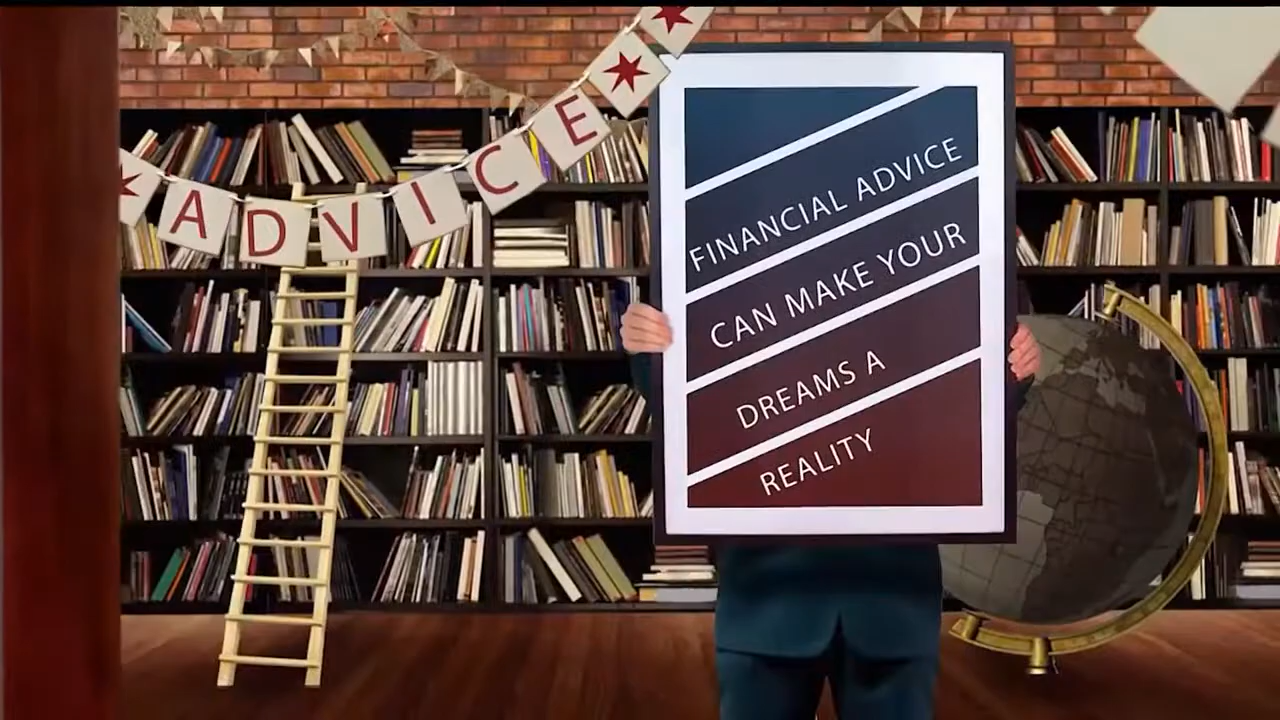 ADVICE
FINANCIAL ADVICE
CAN MAKE YOUR
DREAMS A
REALITY